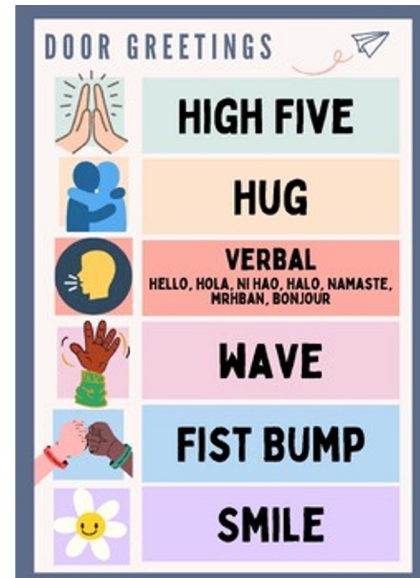 DOOR GREETINGS
HIGH FIVE
HUG
VERBAL
HELLO, HOLA, NI HAO, HALO, NAMASTE,
MRHBAN, BONJOUR
WAVE
FIST BUMP
SMILE